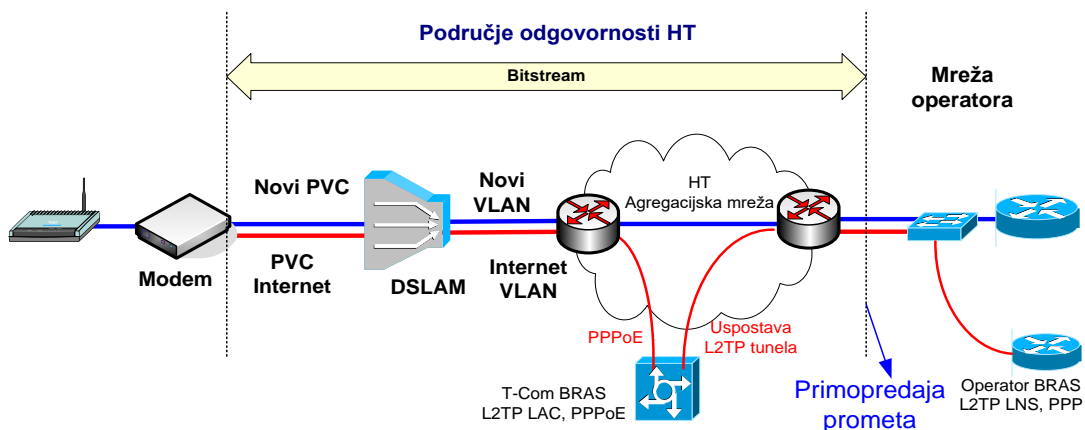 Područje odgovornosti HT
Bitstream
Mreža
operatora
Novi PVC
Novi
VLAN
HT
Agregacijska mreža
Modem
PVC
Internet
DSLAM
Internet
VLAN
PPPoE
Uspostava
L2TP tunela
T-Com BRAS
L2TP LAC, PPPoE
Primopredaja
prometa
Operator BRAS
L2TP LNS, PPP